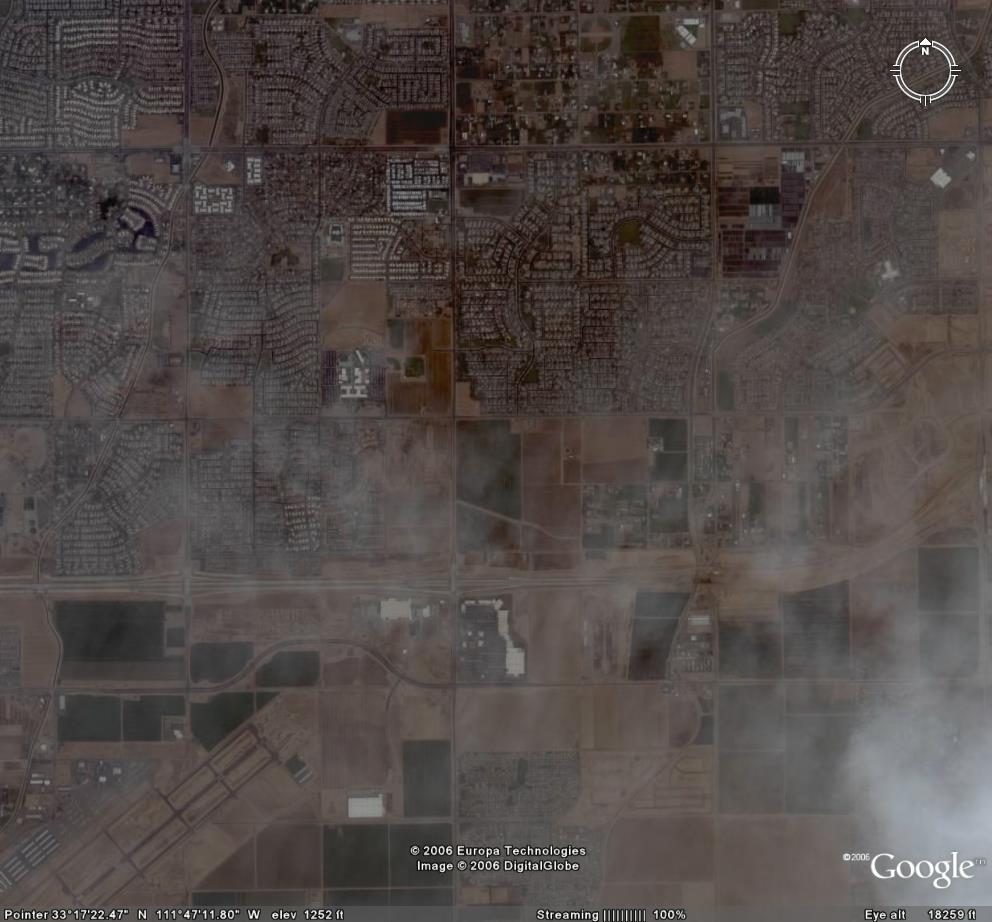 N
© 2006 Europa Technologies
Image © 2006 DigitalGlobe
©2006 Google™
Pointer 33°17'22.47" N 111°47'11.80" W elev 1252 ft Streaming |||||||||| 100% Eye alt 18259 ft